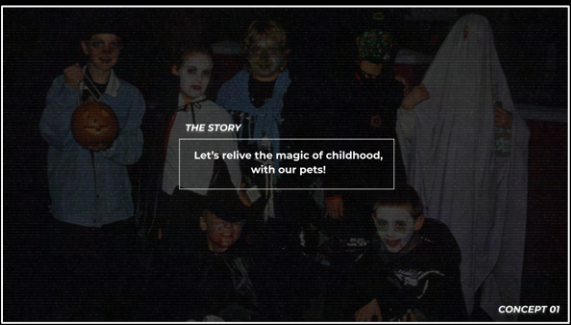 THE STORY
Let's relive the magic of childhood,
with our pets!
CONCEPT 01